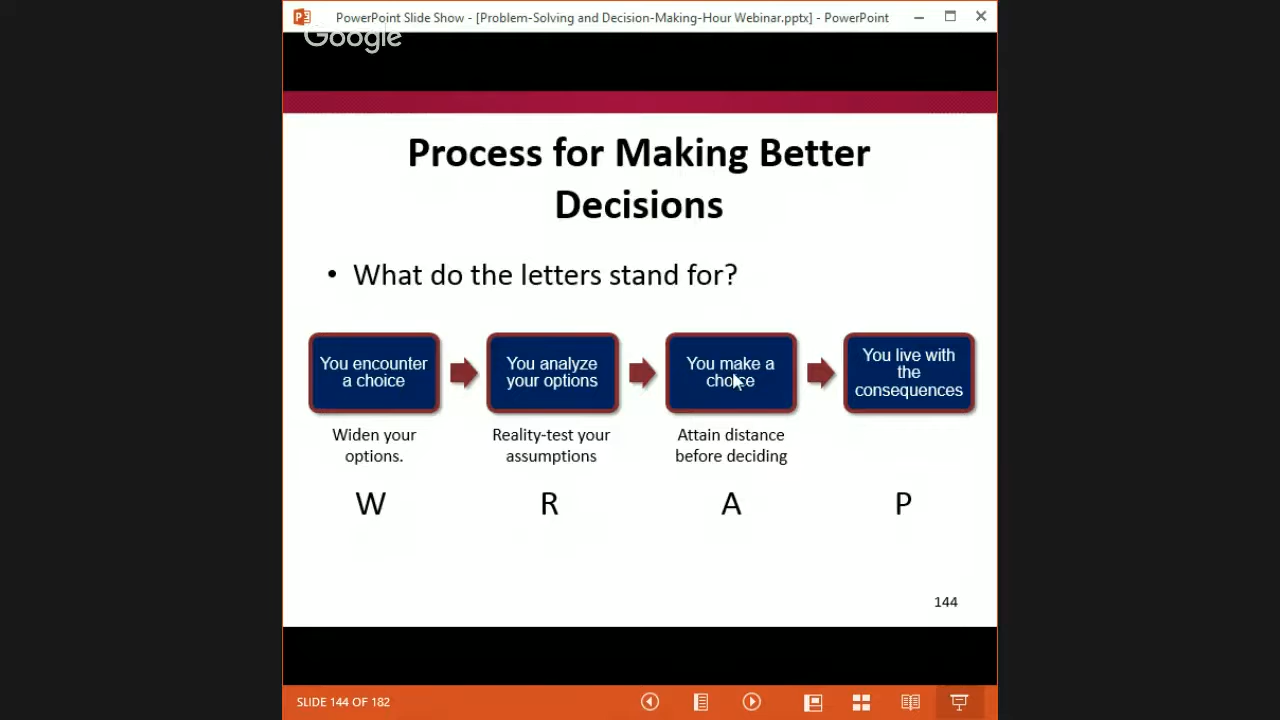 PowerPoint Slide Show - [Problem-Solving and Decision-Making-Hour Webinar.pptx] - PowerPoint
Google
Process for Making Better
Decisions
• What do the letters stand for?
You encounter
a choice
You analyze
your options
You make a
choice
You live with
the
consequences
Widen your
options.
Reality-test your
assumptions
Attain distance
before deciding
W
R
A
P
144
SLIDE 144 OF 182